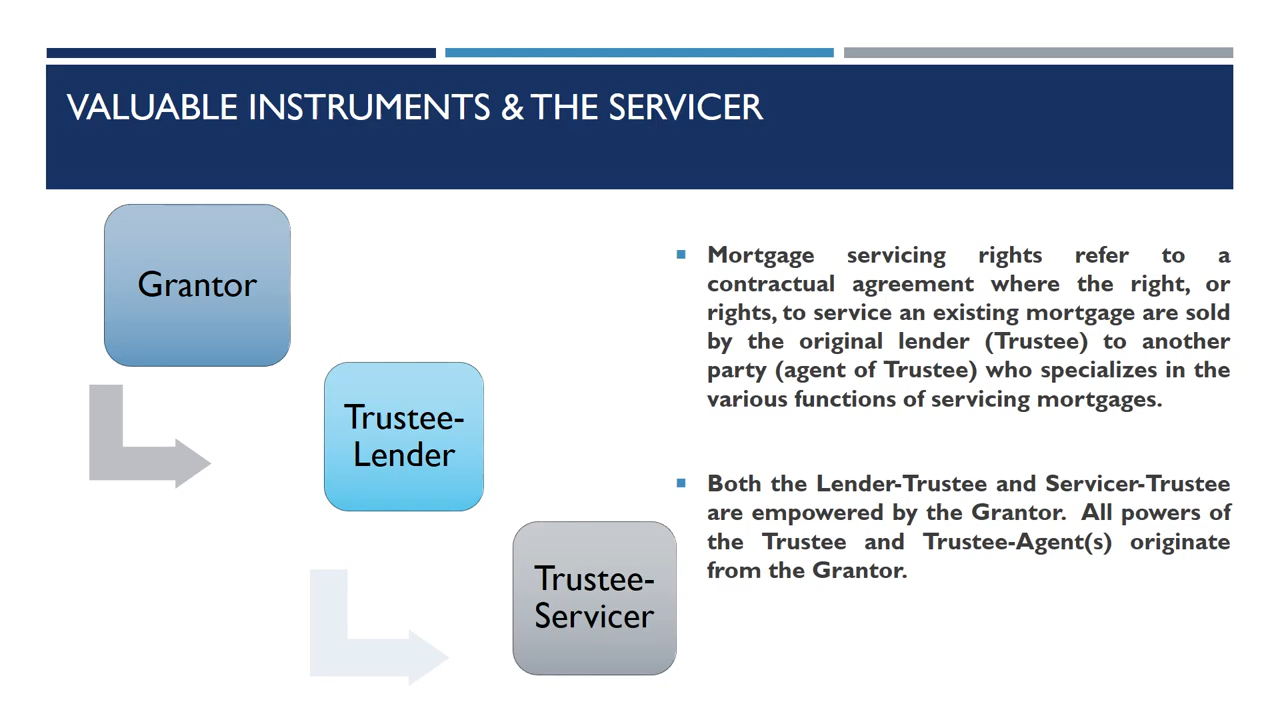 VALUABLE INSTRUMENTS & THE SERVICER
Grantor
Trustee-
Lender
Trustee-
Servicer
Mortgage servicing rights refer to a
contractual agreement where the right, or
rights, to service an existing mortgage are sold
by the original lender (Trustee) to another
party (agent of Trustee) who specializes in the
various functions of servicing mortgages.
Both the Lender-Trustee and Servicer-Trustee
are empowered by the Grantor. All powers of
the Trustee and Trustee-Agent(s) originate
from the Grantor.